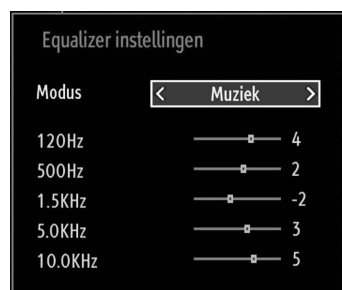 Equalizer instellingen
Modus < Muziek >
120Hz 4
500Hz 2
1.5KHz -2
5.0KHz 3
10.0KHz 5